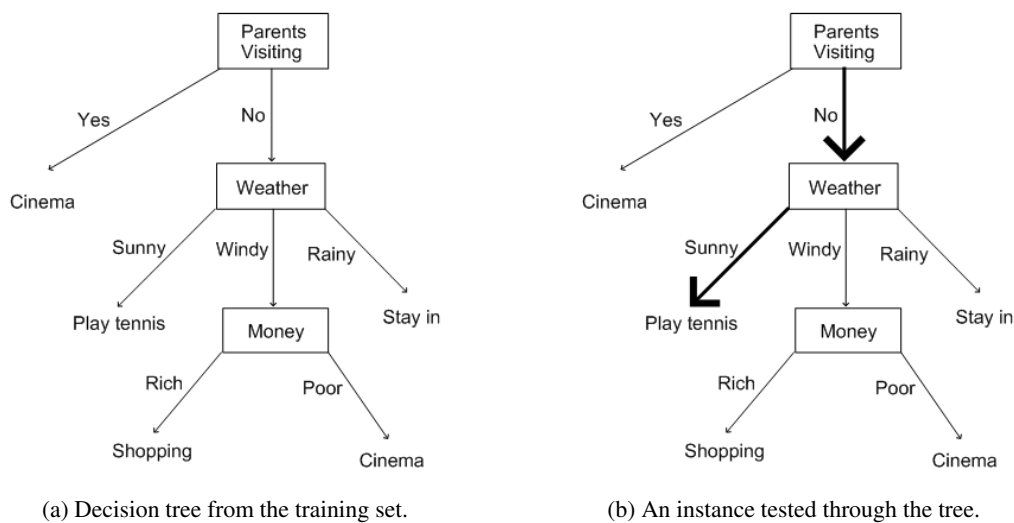 Parents
Visiting
Yes
No
Cinema
Weather
Sunny
Windy
Rainy
Play tennis
Stay in
Money
Rich
Poor
Shopping
Cinema
(a) Decision tree from the training set.
Parents
Visiting
Yes
No
Cinema
Weather
Sunny
Windy
Rainy
Play tennis
Stay in
Money
Rich
Poor
Shopping
Cinema
(b) An instance tested through the tree.